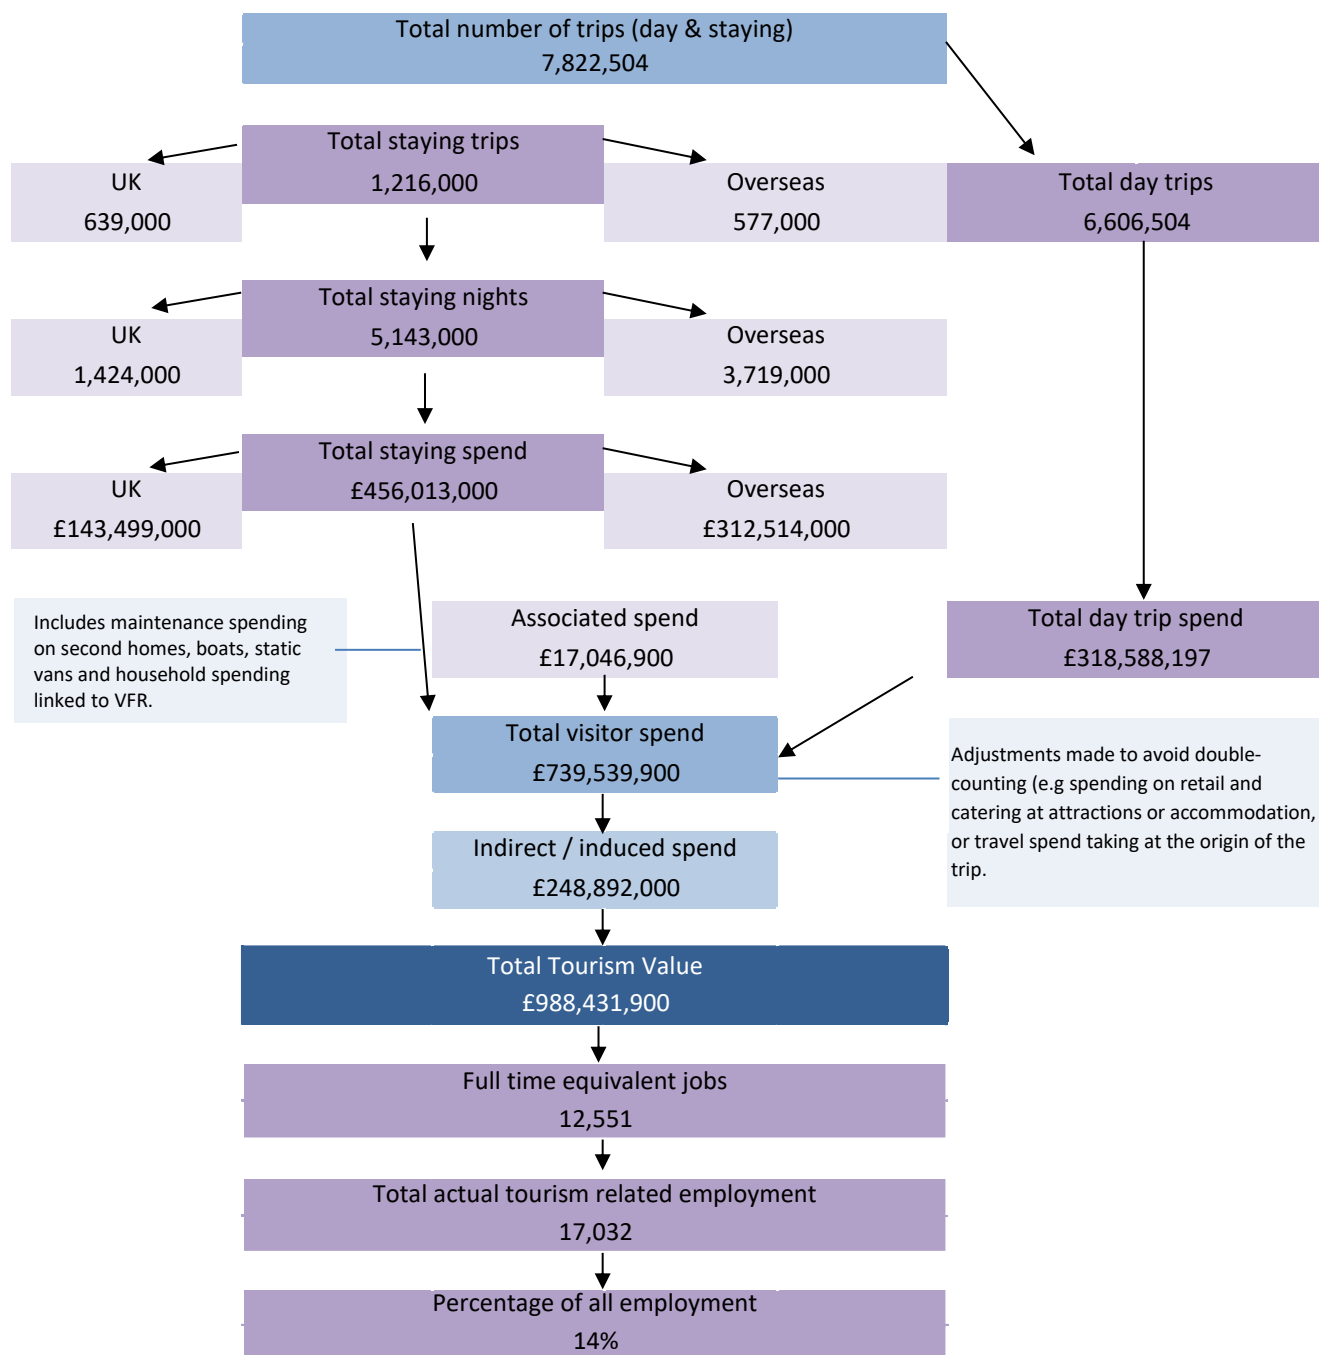 Total number of trips (day & staying)
7,822,504
Total staying trips
1,216,000
UK
639,000
Overseas
577,000
Total day trips
6,606,504
Total staying nights
5,143,000
UK
1,424,000
Overseas
3,719,000
Total staying spend
£456,013,000
UK
£143,499,000
Overseas
£312,514,000
Includes maintenance spending
on second homes, boats, static
vans and household spending
linked to VFR.
Associated spend
£17,046,900
Total day trip spend
£318,588,197
Total visitor spend
£739,539,900
Adjustments made to avoid double-
counting (e.g spending on retail and
catering at attractions or accommodation,
or travel spend taking at the origin of the
trip.
Indirect / induced spend
£248,892,000
Total Tourism Value
£988,431,900
Full time equivalent jobs
12,551
Total actual tourism related employment
17,032
Percentage of all employment
14%